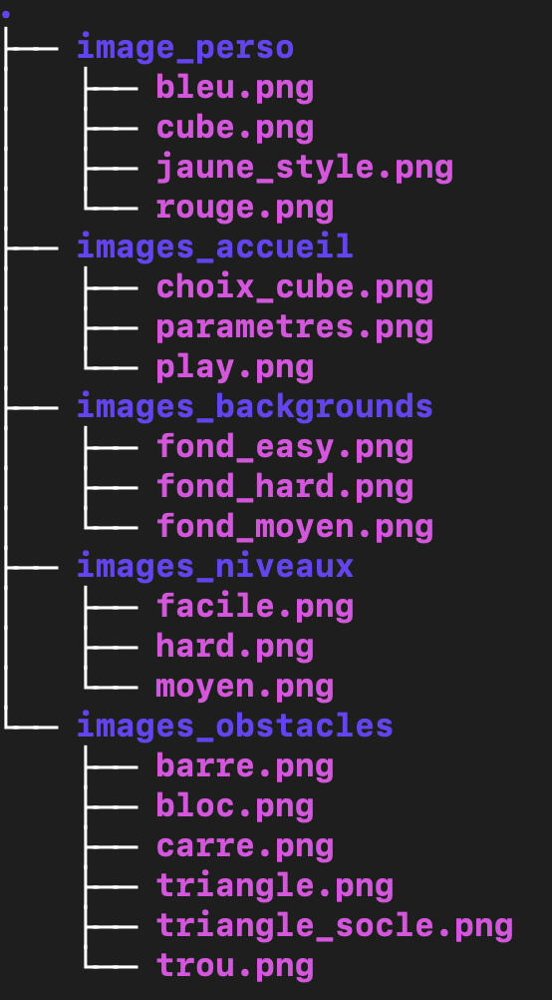 .
├── image_perso
│   ├── bleu.png
│   ├── cube.png
│   ├── jaune_style.png
│   └── rouge.png
├── images_accueil
│   ├── choix_cube.png
│   ├── parametres.png
│   └── play.png
├── images_backgrounds
│   ├── fond_easy.png
│   ├── fond_hard.png
│   └── fond_moyen.png
├── images_niveaux
│   ├── facile.png
│   ├── hard.png
│   └── moyen.png
└── images_obstacles
    ├── barre.png
    ├── bloc.png
    ├── carre.png
    ├── triangle.png
    ├── triangle_socle.png
    └── trou.png